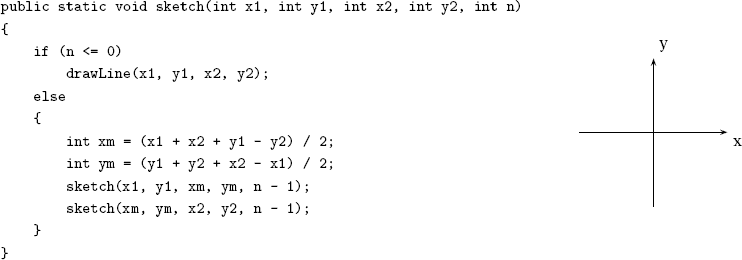 public static void sketch(int x1, int y1, int x2, int y2, int n)
{
    if (n <= 0)
        drawLine(x1, y1, x2, y2);
    else
    {
        int xm = (x1 + x2 + y1 - y2) / 2;
        int ym = (y1 + y2 + x2 - x1) / 2;
        sketch(x1, y1, xm, ym, n - 1);
        sketch(xm, ym, x2, y2, n - 1);
    }
}
y
x